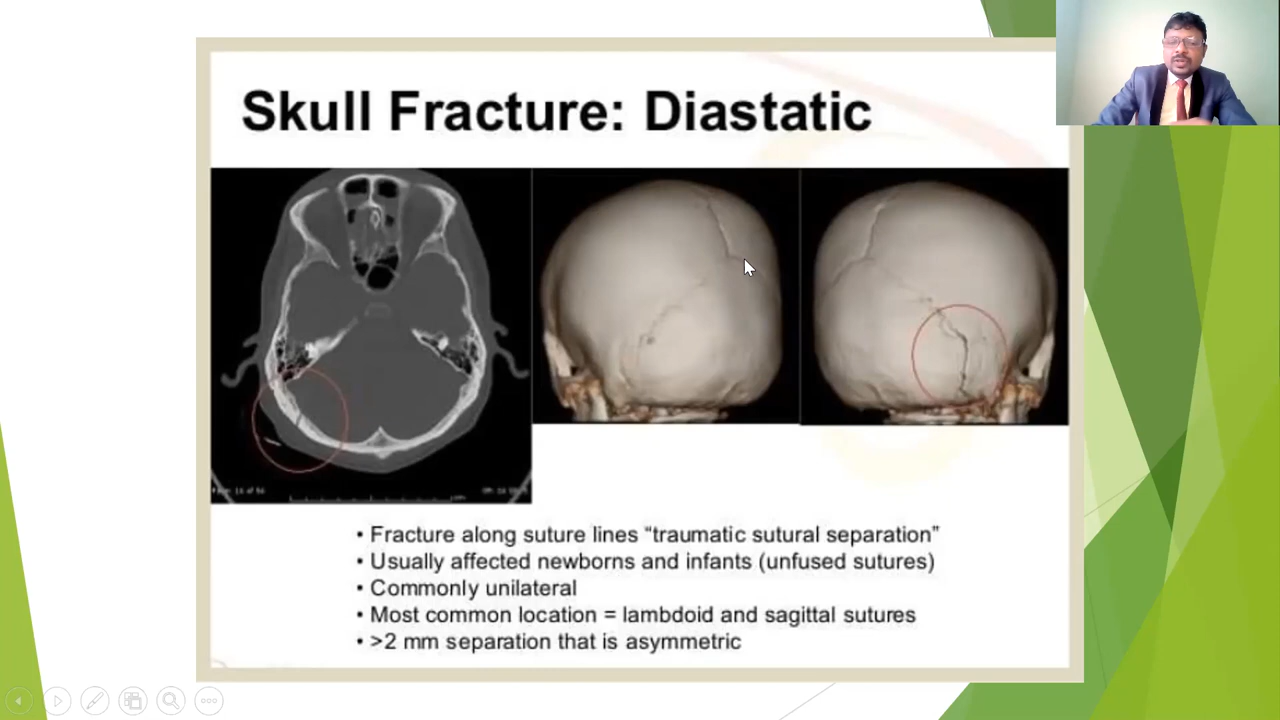 Skull Fracture: Diastatic
• Fracture along suture lines “traumatic sutural separation”
• Usually affected newborns and infants (unfused sutures)
• Commonly unilateral
• Most common location = lambdoid and sagittal sutures
• >2 mm separation that is asymmetric